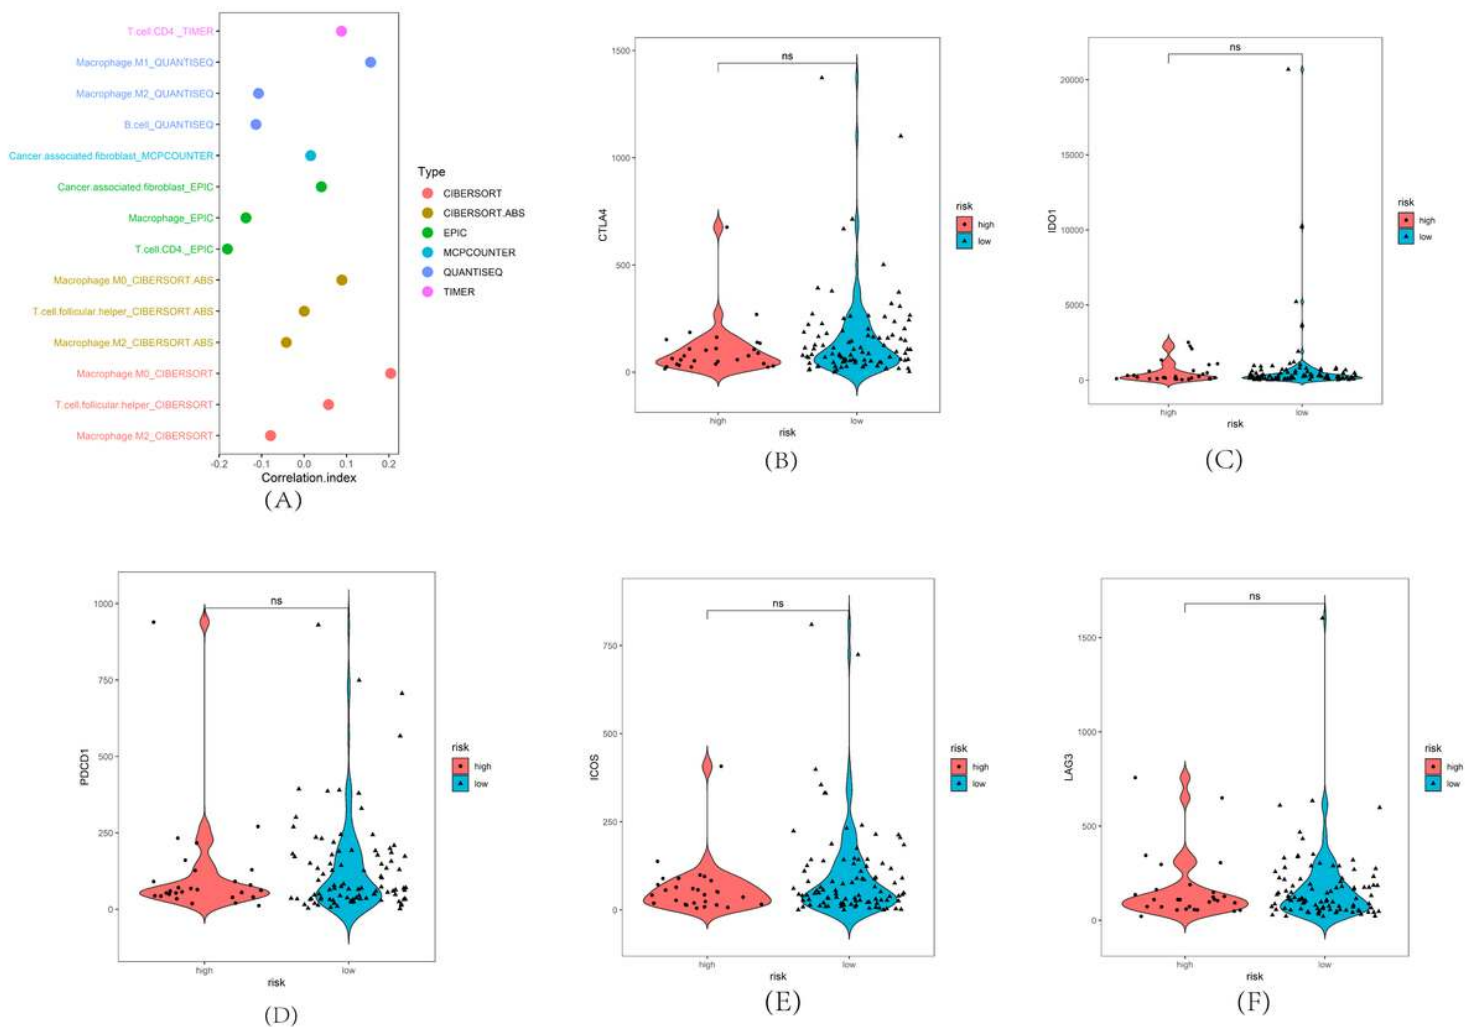 T.cell.CD4._TIMER
Macrophage.M1_QUANTISEQ
Macrophage.M2_QUANTISEQ
B.cell_QUANTISEQ
Cancer.associated.fibroblast_MCPCOUNTER
Cancer.associated.fibroblast_EPIC
Macrophage_EPIC
T.cell.CD4._EPIC
Macrophage.M0_CIBERSORT.ABS
T.cell.follicular.helper_CIBERSORT.ABS
Macrophage.M2_CIBERSORT.ABS
Macrophage.M0_CIBERSORT
T.cell.follicular.helper_CIBERSORT
Macrophage.M2_CIBERSORT
-0.2 -0.1 0.0 0.1 0.2
Correlation.index
(A)
Type
CIBERSORT
CIBERSORT.ABS
EPIC
MCPCOUNTER
QUANTISEQ
TIMER
1500
1000
500
0
CTLA4
ns
high low
risk
risk
high
low
(B)
20000
15000
10000
5000
0
IDO1
ns
high low
risk
risk
high
low
(C)
1000
750
500
250
0
PDCD1
ns
high low
risk
risk
high
low
(D)
750
500
250
0
ICOS
ns
high low
risk
risk
high
low
(E)
1500
1000
500
0
LAG3
ns
high low
risk
risk
high
low
(F)